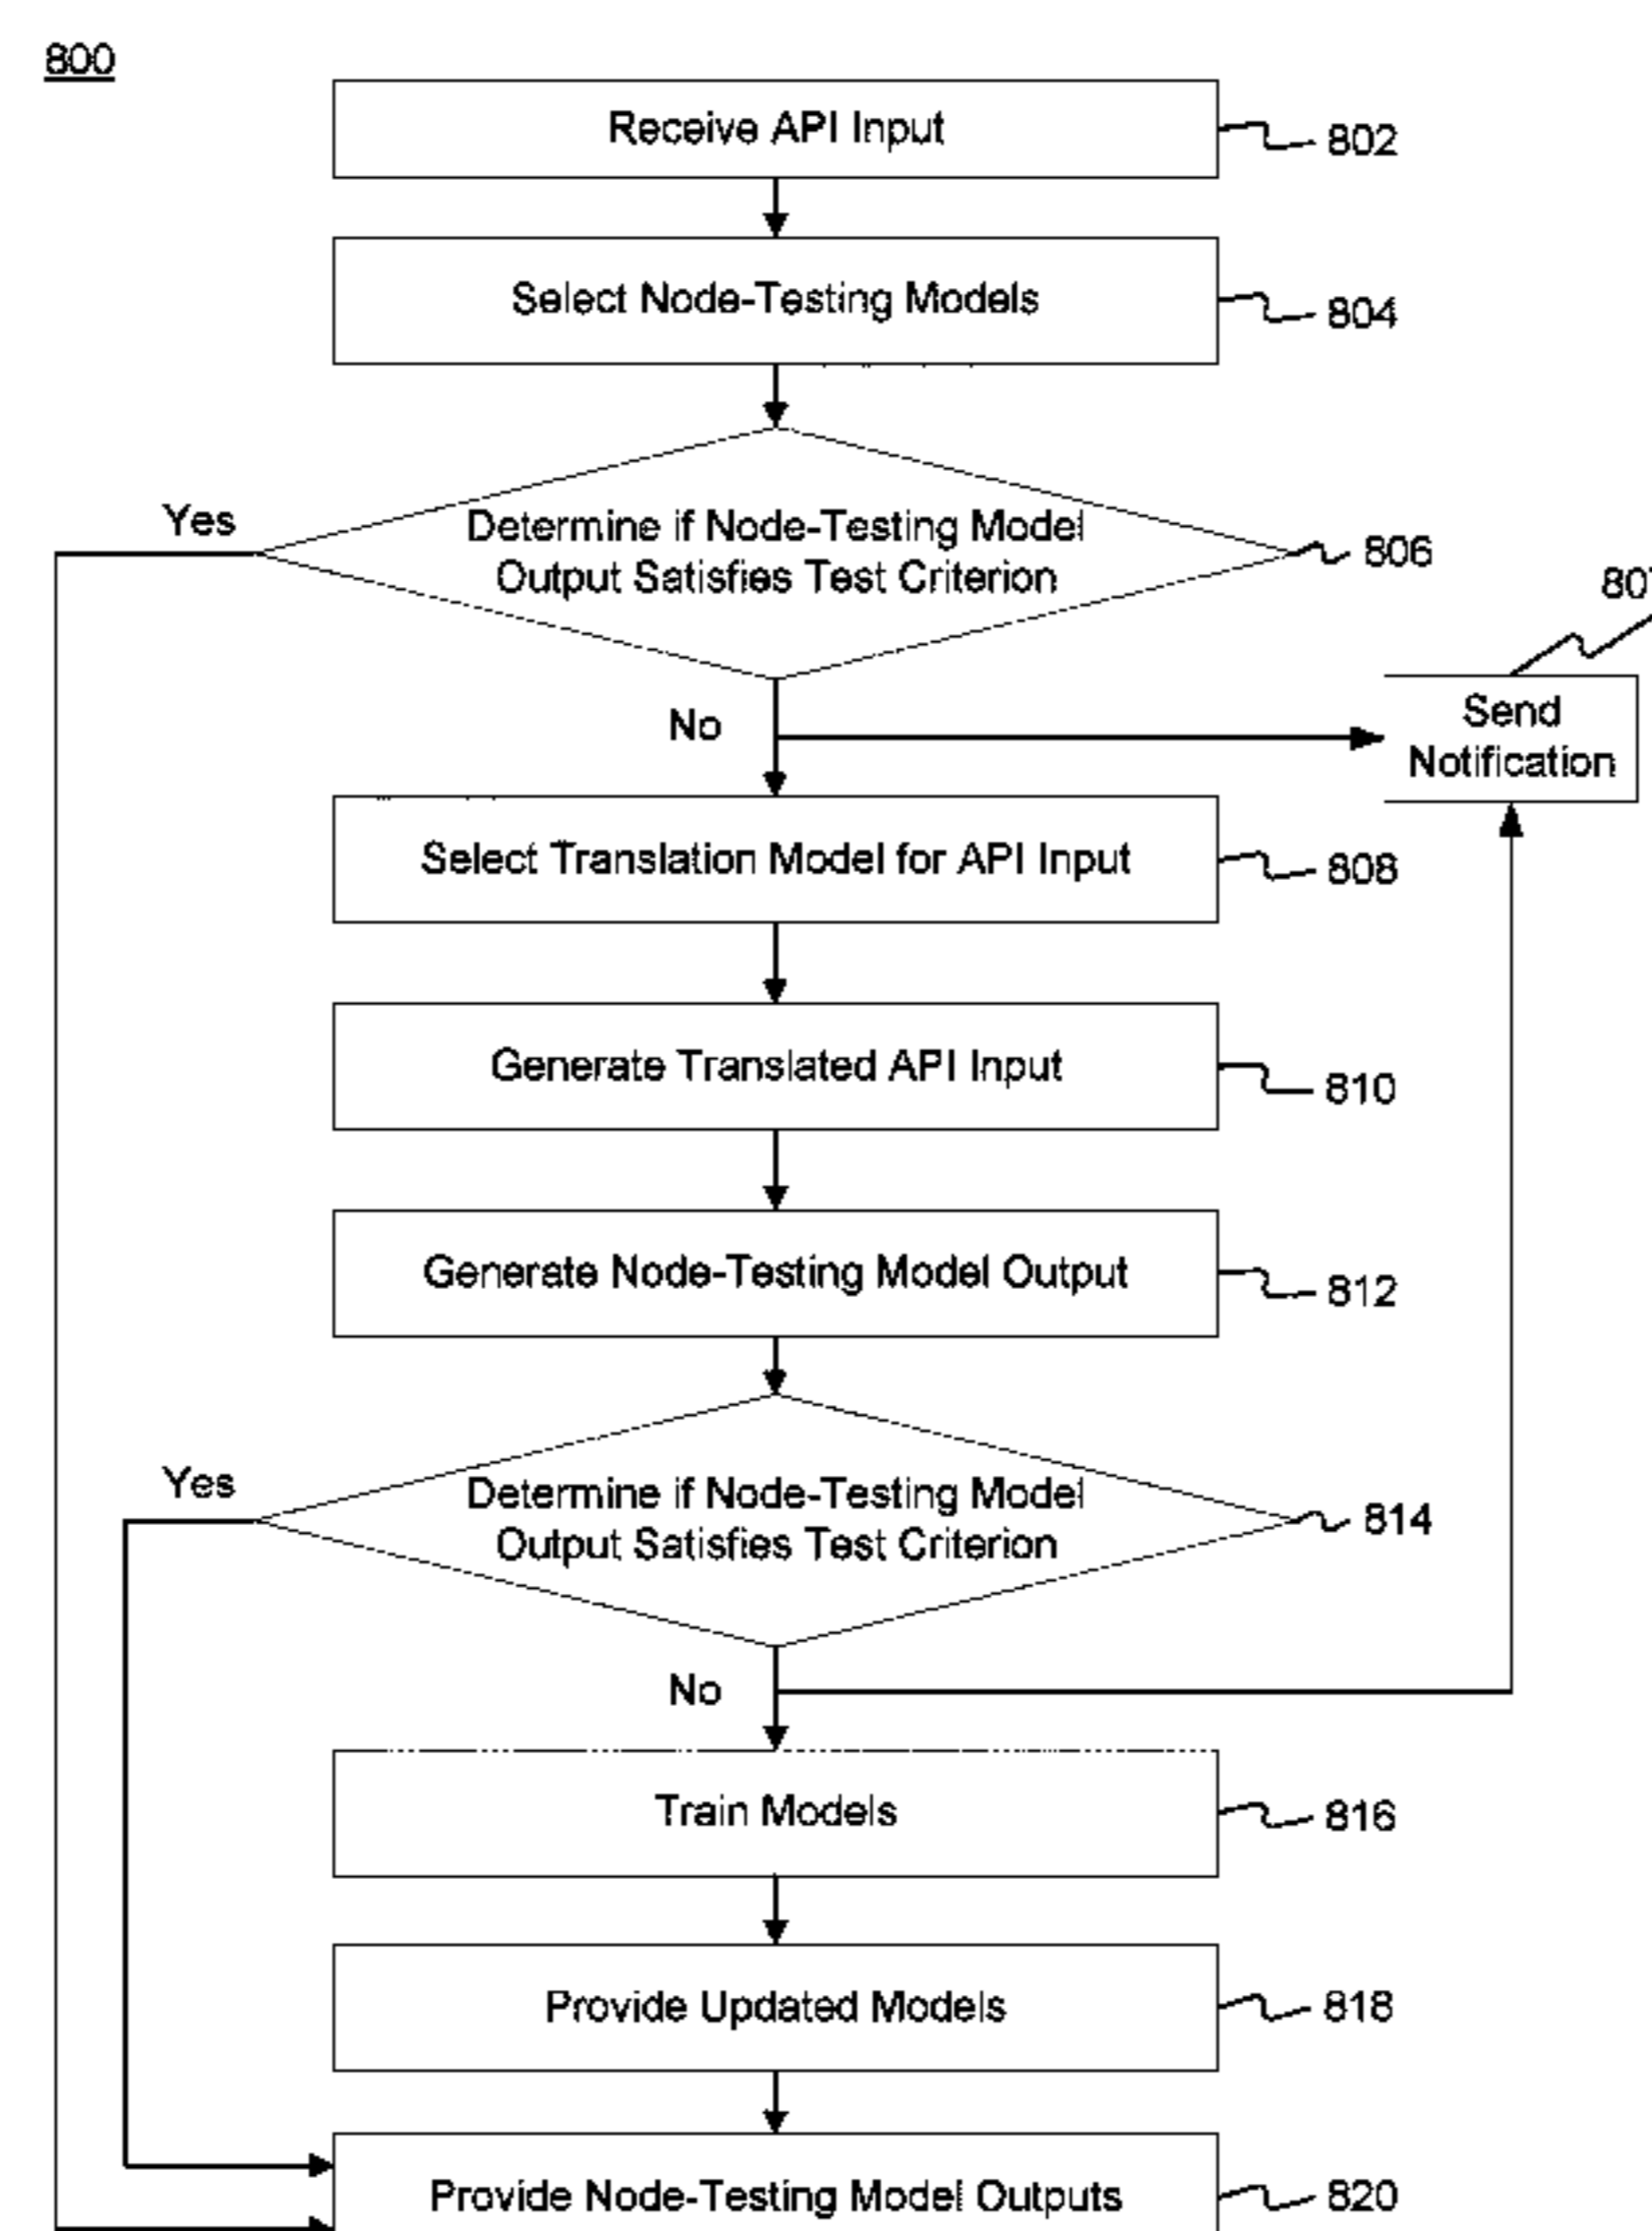 800
Receive API Input
802
Select Node-Testing Models
804
Yes
Determine if Node-Testing Model
Output Satisfies Test Criterion
806
No
Send
Notification
Select Translation Model for API Input
808
Generate Translated API Input
810
Generate Node-Testing Model Output
812
Yes
Determine if Node-Testing Model
Output Satisfies Test Criterion
814
No
Train Models
816
Provide Updated Models
818
Provide Node-Testing Model Outputs
820